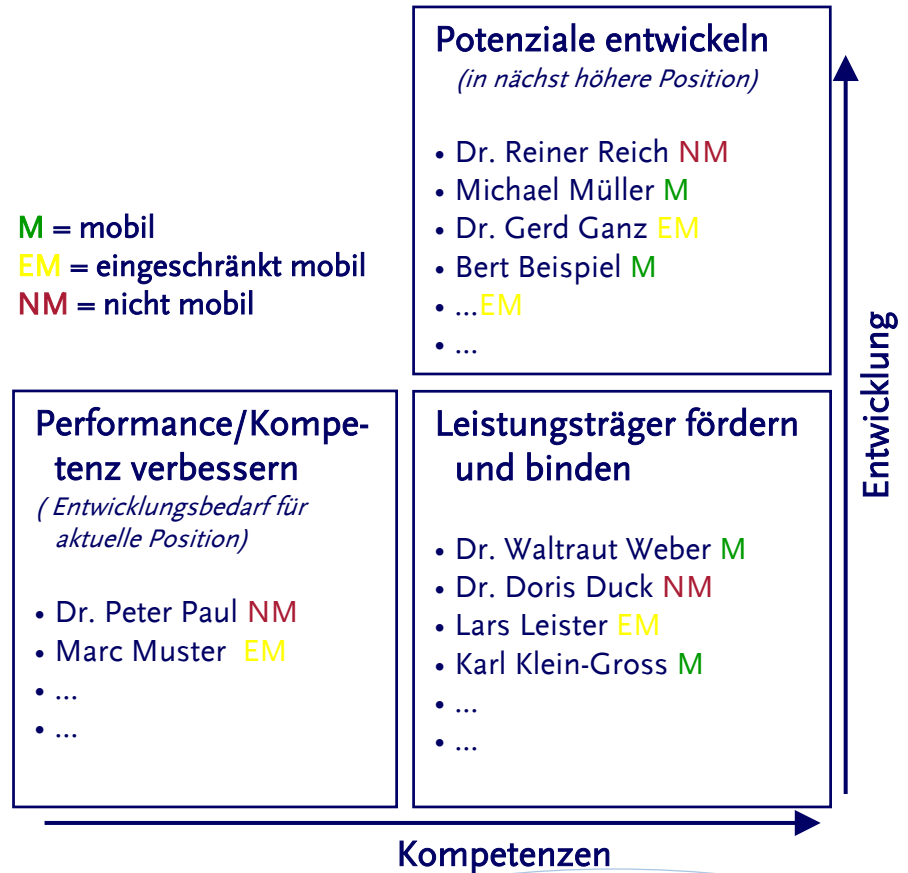 Potenziale entwickeln
(in nächst höhere Position)
• Dr. Reiner Reich NM
• Michael Müller M
• Dr. Gerd Ganz EM
• Bert Beispiel M
• ...EM
• ...
M = mobil
EM = eingeschränkt mobil
NM = nicht mobil
Performance/Kompe-
tenz verbessern
( Entwicklungsbedarf für
aktuelle Position)
• Dr. Peter Paul NM
• Marc Muster EM
• ...
• ...
Leistungsträger fördern
und binden
• Dr. Waltraut Weber M
• Dr. Doris Duck NM
• Lars Leister EM
• Karl Klein-Gross M
• ...
• ...
Entwicklung
Kompetenzen